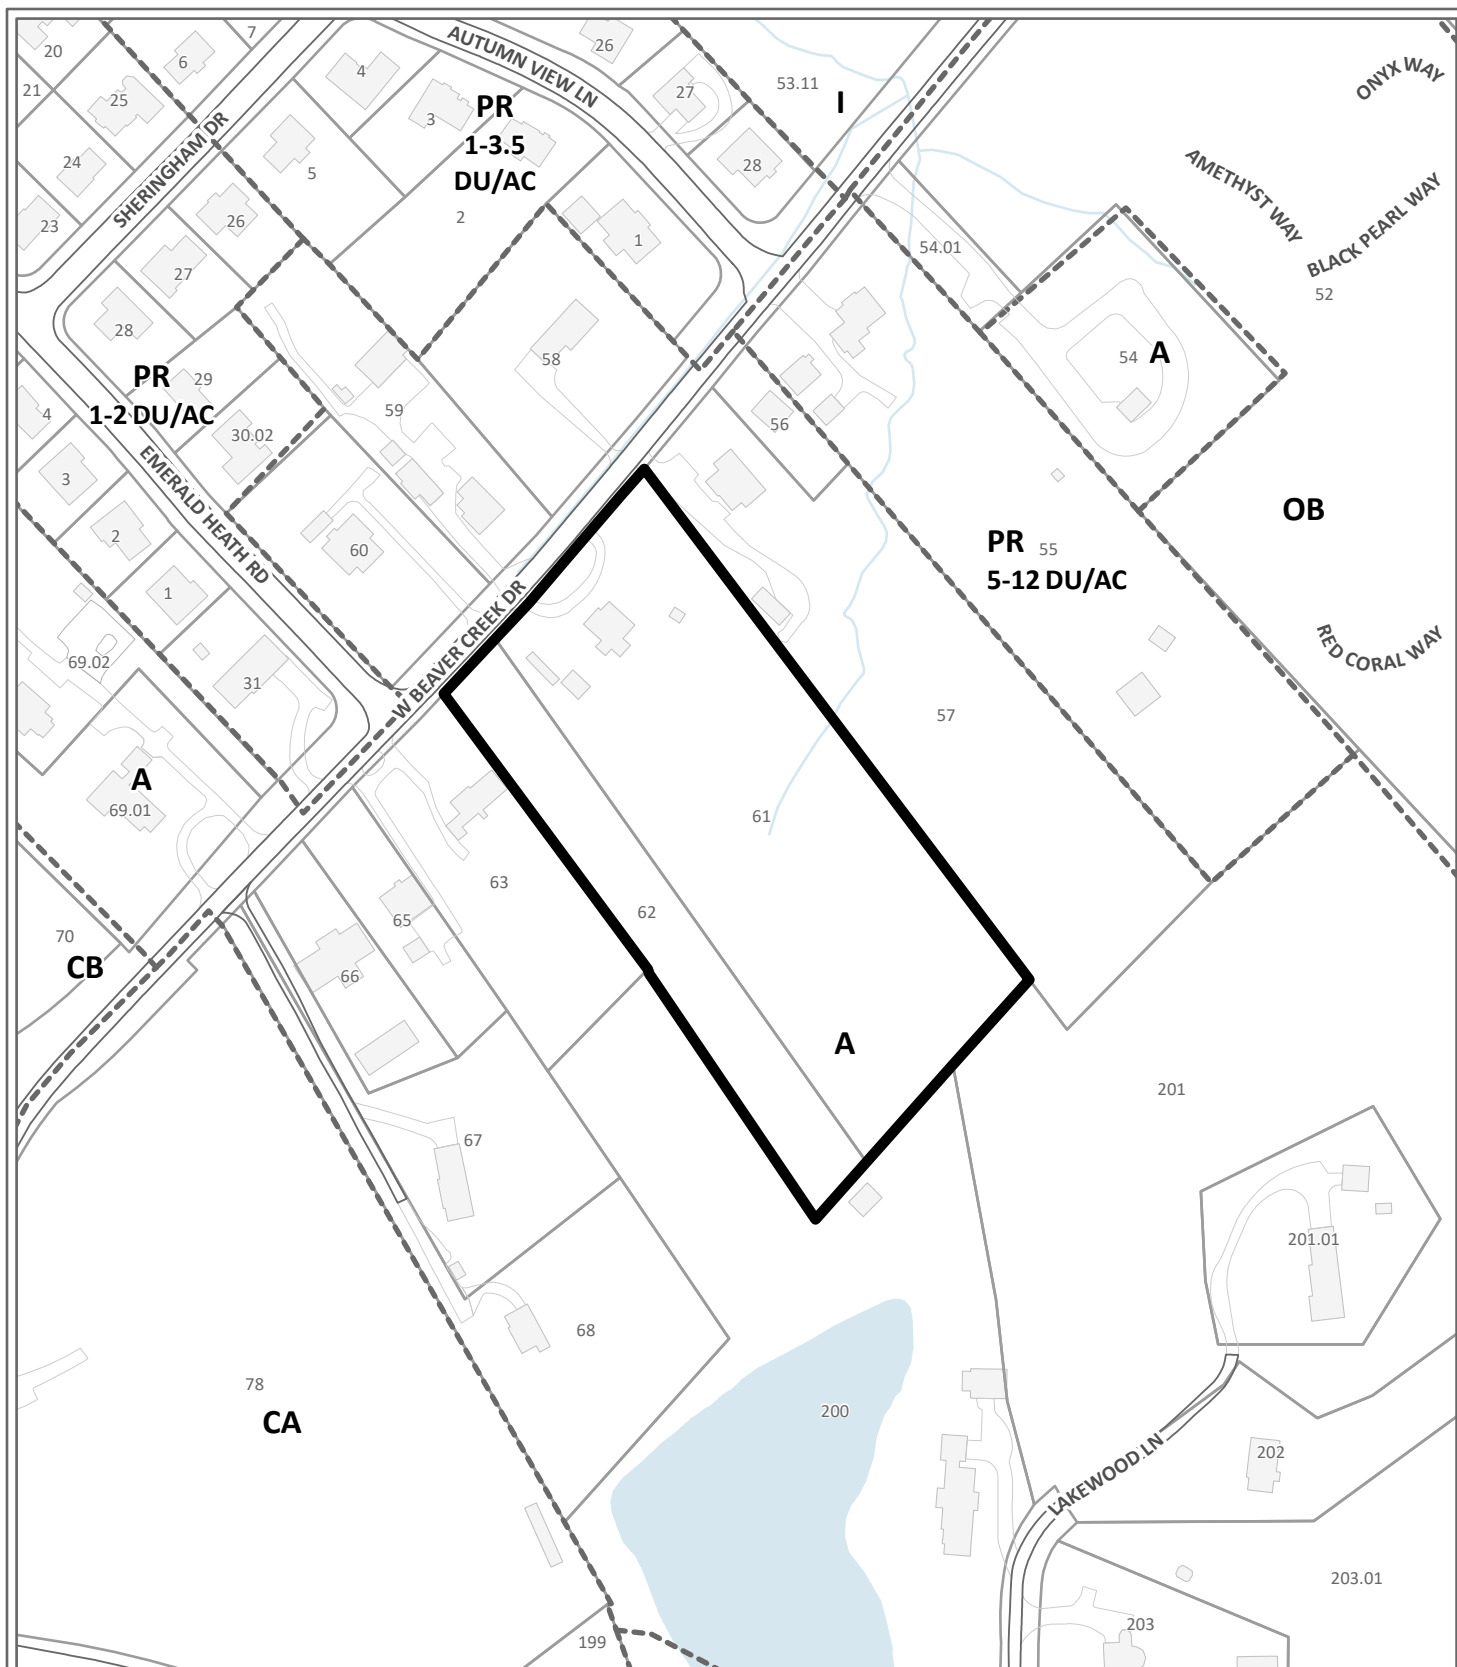 7
20
6
21
25
24
23
SHERINGHAM DR
4
3
5
AUTUMN VIEW LN
PR
1-3.5
DU/AC
2
26
27
28
1
53.11
I
ONYX WAY
AMETHYST WAY
BLACK PEARL WAY
52
54.01
54
A
26
27
28
29
PR
1-2 DU/AC
30.02
4
3
2
1
EMERALD HEATH RD
58
59
60
56
OB
PR
55
5-12 DU/AC
RED CORAL WAY
W BEAVER CREEK DR
69.02
31
A
69.01
57
61
63
62
65
66
70
CB
A
201
67
201.01
68
78
CA
200
202
LAKEWOOD LN
203.01
203
199